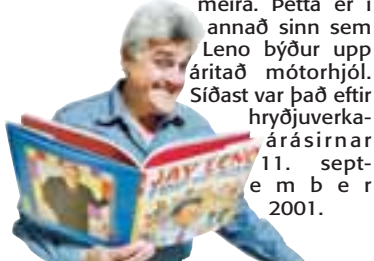 meira. Þetta er í
annað sinn sem
Leno býður upp
áritað mótorhjól.
Síðast var það eftir
hryðjuverka-
árásirnar
11. sept-
ember
2001.
JAY LENO